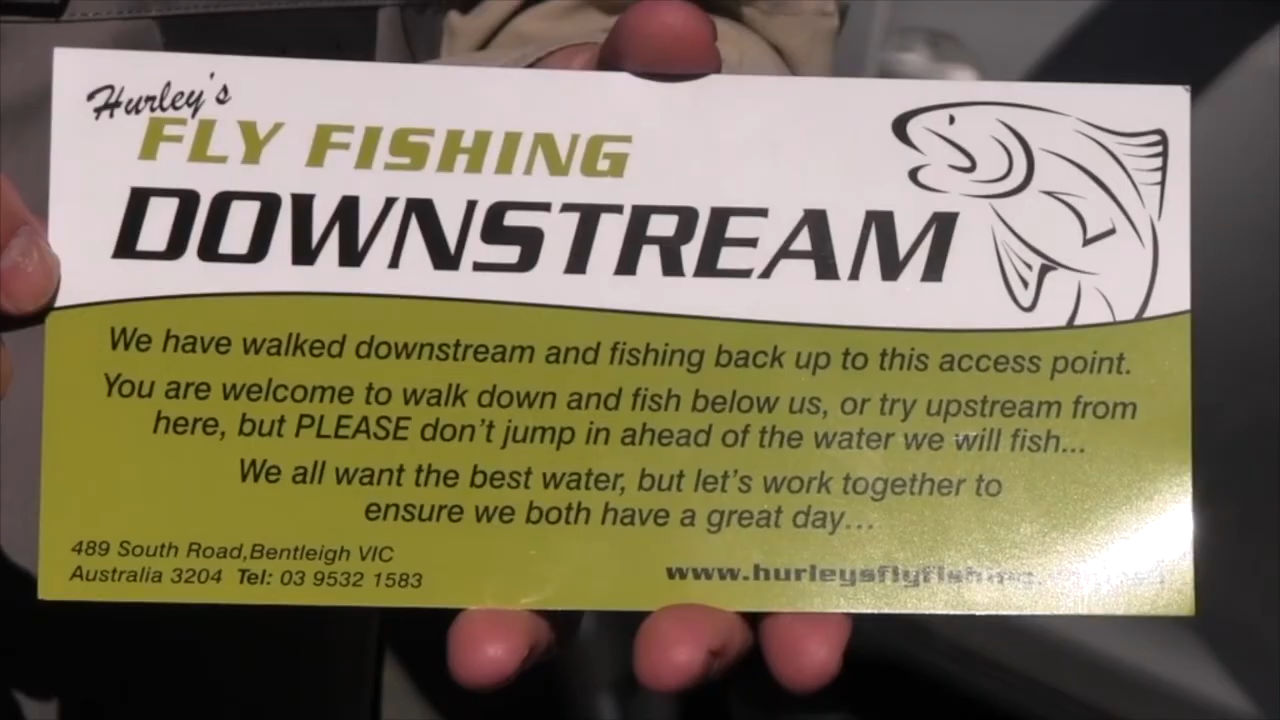 Hurley's
FLY FISHING
DOWNSTREAM
We have walked downstream and fishing back up to this access point.
You are welcome to walk down and fish below us, or try upstream from
here, but PLEASE don't jump in ahead of the water we will fish...
We all want the best water, but let's work together to
ensure we both have a great day...
489 South Road,Bentleigh VIC
Australia 3204 Tel: 03 9532 1583